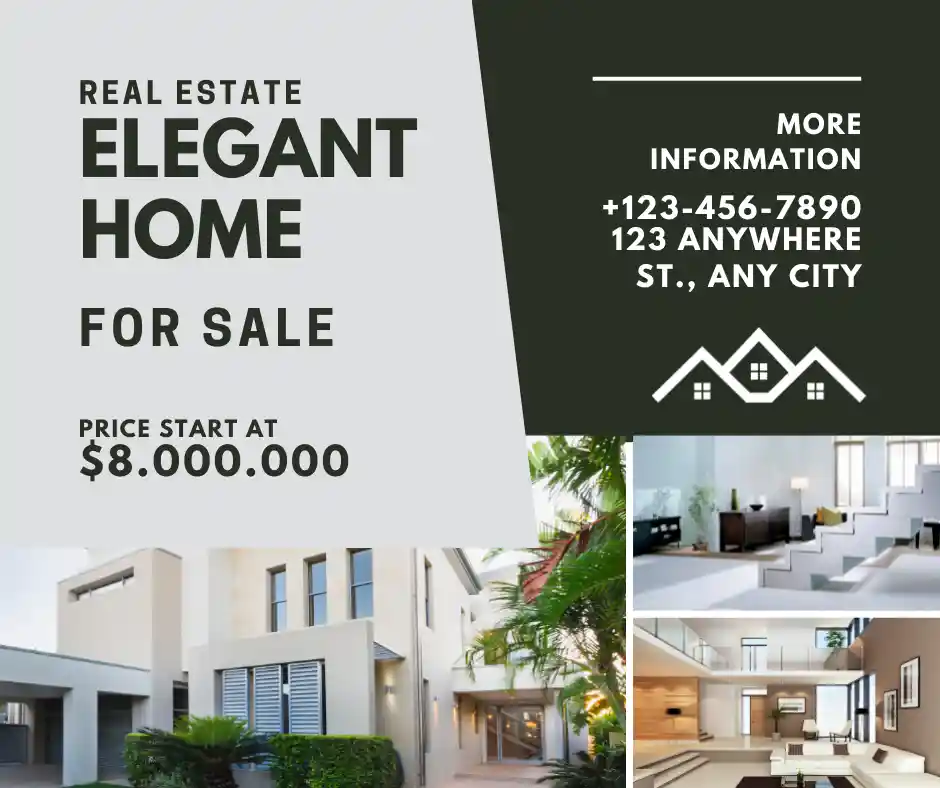 REAL ESTATE
ELEGANT
HOME
FOR SALE
PRICE START AT
$8.000.000
MORE
INFORMATION
+123-456-7890
123 ANYWHERE
ST., ANY CITY